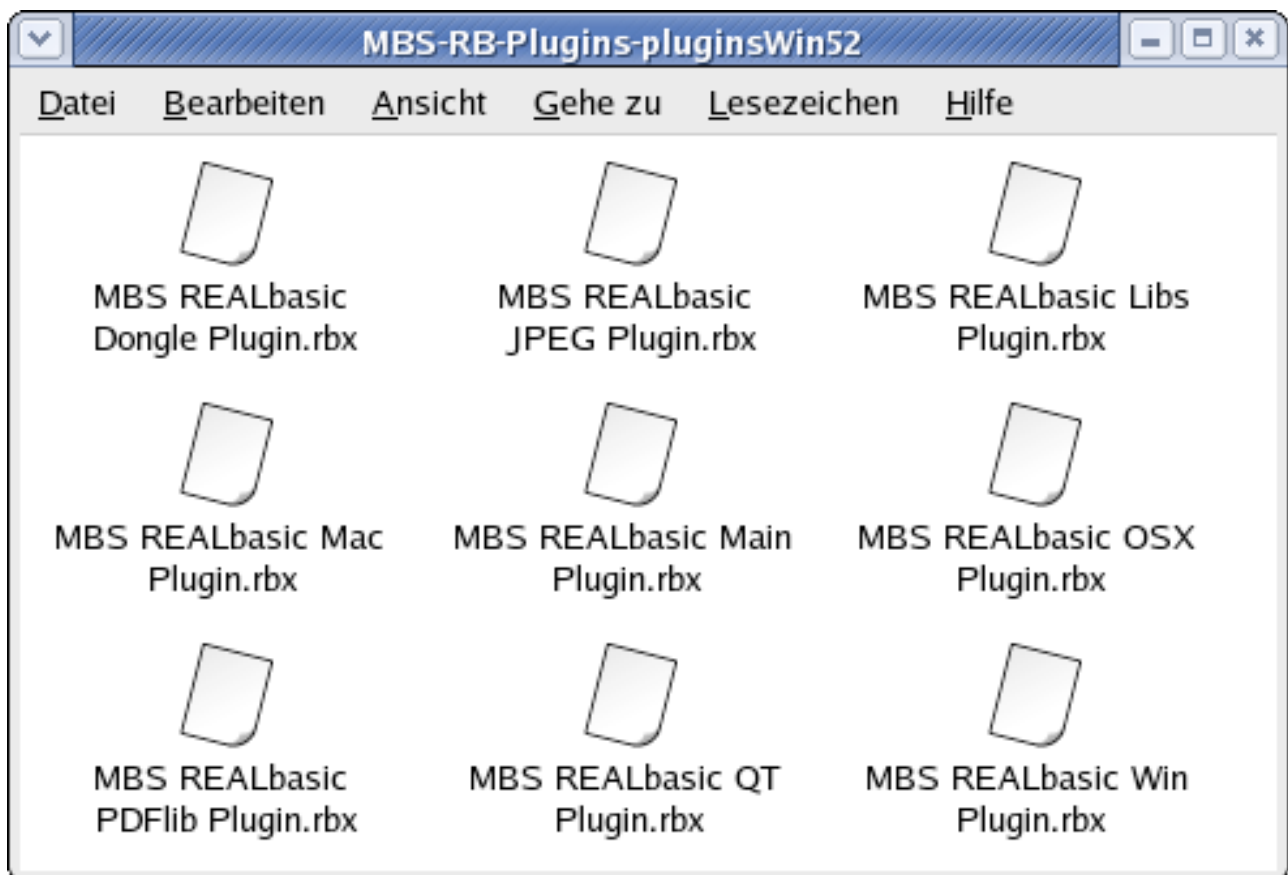 MBS-RB-Plugins-pluginsWin52
Datei Bearbeiten Ansicht Gehe zu Lesezeichen Hilfe
MBS REALbasic
Dongle Plugin.rbx
MBS REALbasic
JPEG Plugin.rbx
MBS REALbasic Libs
Plugin.rbx
MBS REALbasic Mac
Plugin.rbx
MBS REALbasic Main
Plugin.rbx
MBS REALbasic OSX
Plugin.rbx
MBS REALbasic
PDFlib Plugin.rbx
MBS REALbasic QT
Plugin.rbx
MBS REALbasic Win
Plugin.rbx